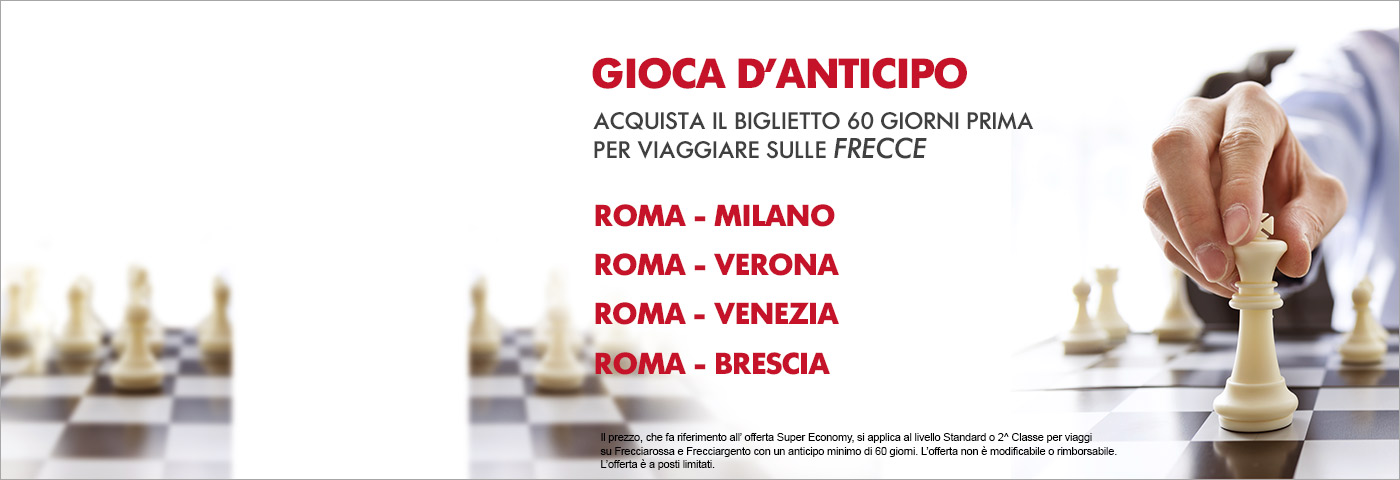 GIOCA D'ANTICIPO
ACQUISTA IL BIGLIETTO 60 GIORNI PRIMA
PER VIAGGIARE SULLE FRECCE
ROMA - MILANO
ROMA - VERONA
ROMA - VENEZIA
ROMA - BRESCIA
Il prezzo, che fa riferimento all' offerta Super Economy, si applica al livello Standard o 2^ Classe per viaggi
su Frecciarossa e Frecciargento con un anticipo minimo di 60 giorni. L'offerta non è modificabile o rimborsabile.
L'offerta è a posti limitati.